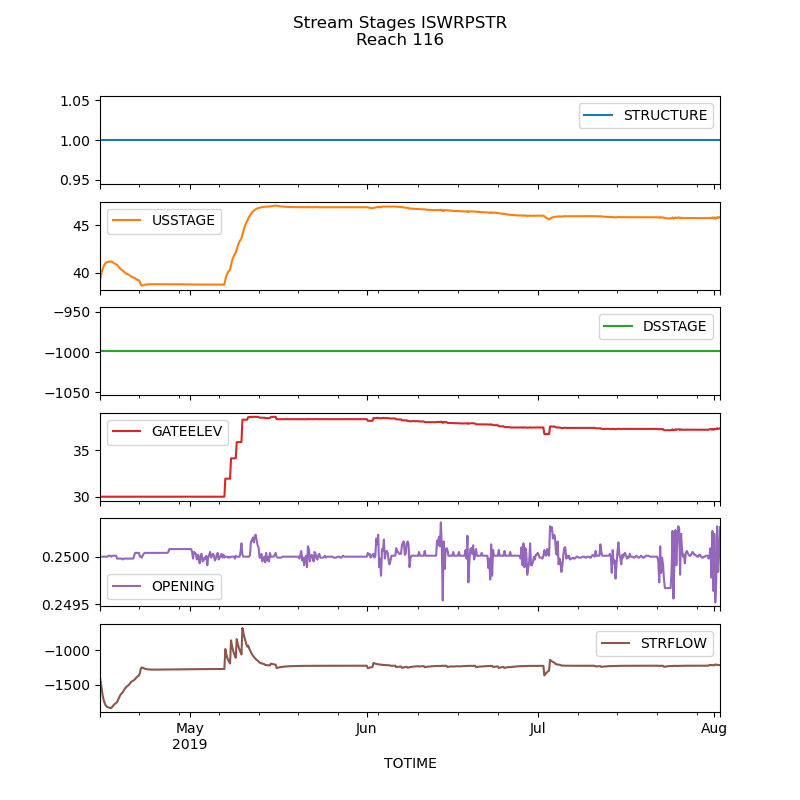 Stream Stages ISWRPSTR
Reach 116
1.05
1.00
0.95
STRUCTURE
45
40
USSTAGE
−950
−1000
−1050
DSSTAGE
35
30
GATEELEV
0.2500
0.2495
OPENING
−1000
−1500
STRFLOW
May
2019
Jun
Jul
Aug
TOTIME